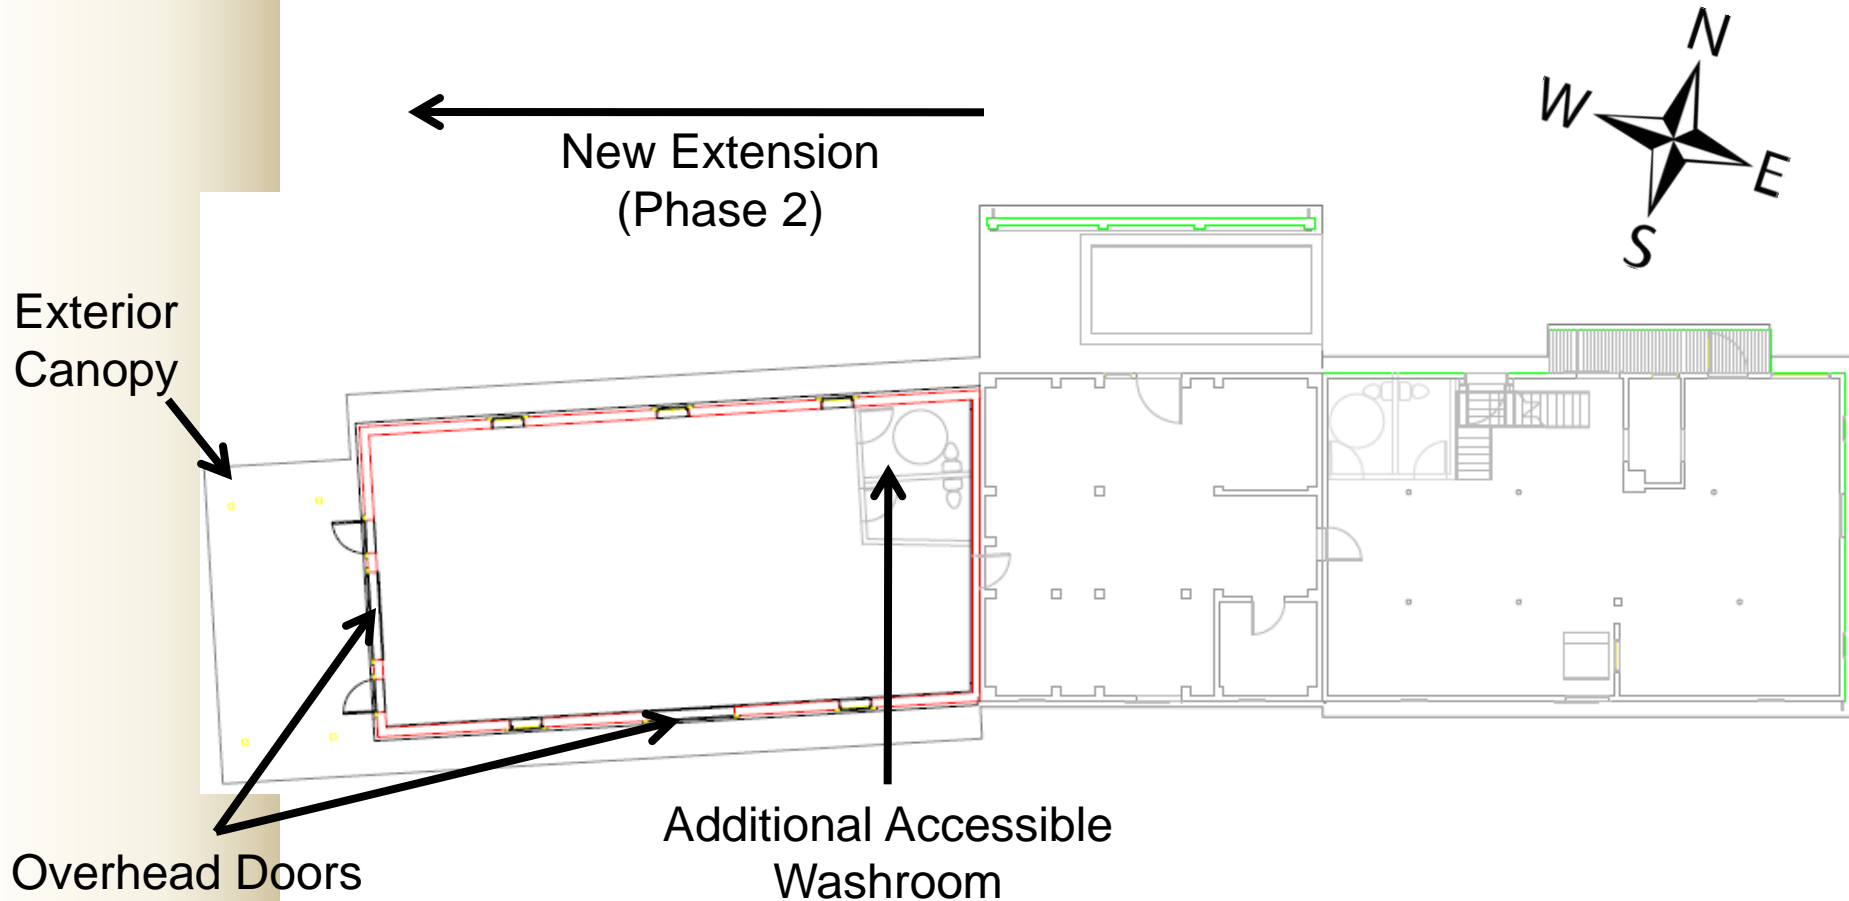 New Extension
(Phase 2)
N
W
E
S
Exterior
Canopy
Additional Accessible
Washroom
Overhead Doors